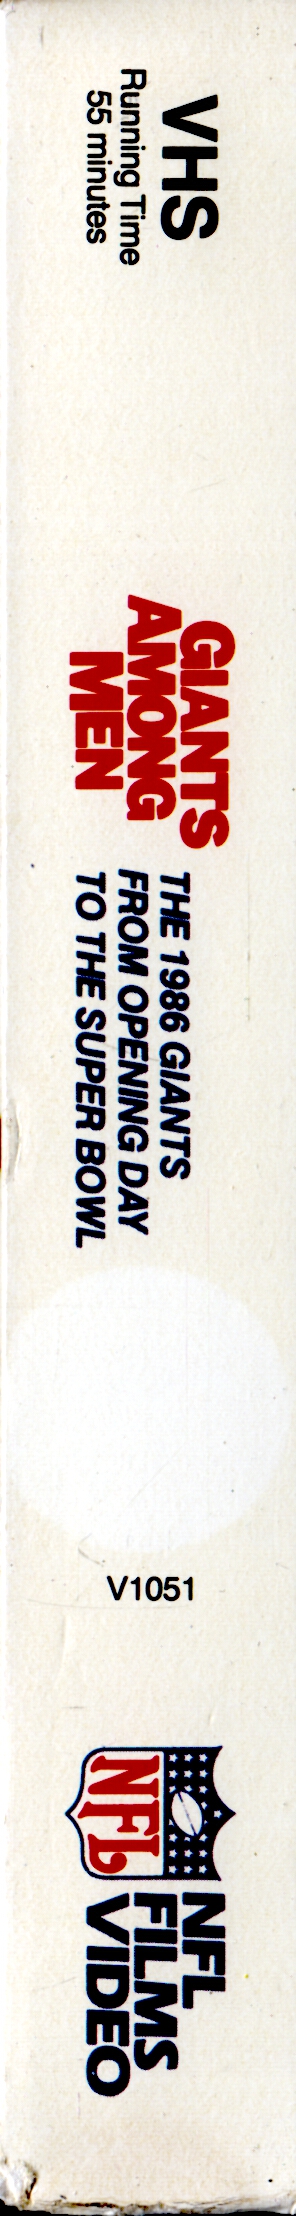 VHS
Running Time
55 minutes
GIANTS
AMONG
MEN
THE 1986 GIANTS
FROM OPENING DAY
TO THE SUPER BOWL
V1051
NFL
NFL
FILMS
VIDEO